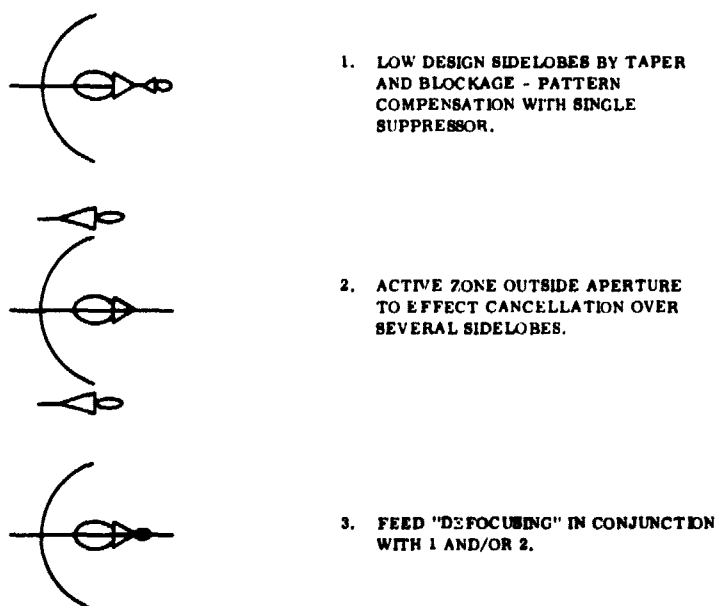 1. LOW DESIGN SIDELOBES BY TAPER
AND BLOCKAGE - PATTERN
COMPENSATION WITH SINGLE
SUPPRESSOR.
2. ACTIVE ZONE OUTSIDE APERTURE
TO EFFECT CANCELLATION OVER
SEVERAL SIDELOBES.
3. FEED "DEFOCUSING" IN CONJUNCTION
WITH 1 AND/OR 2.